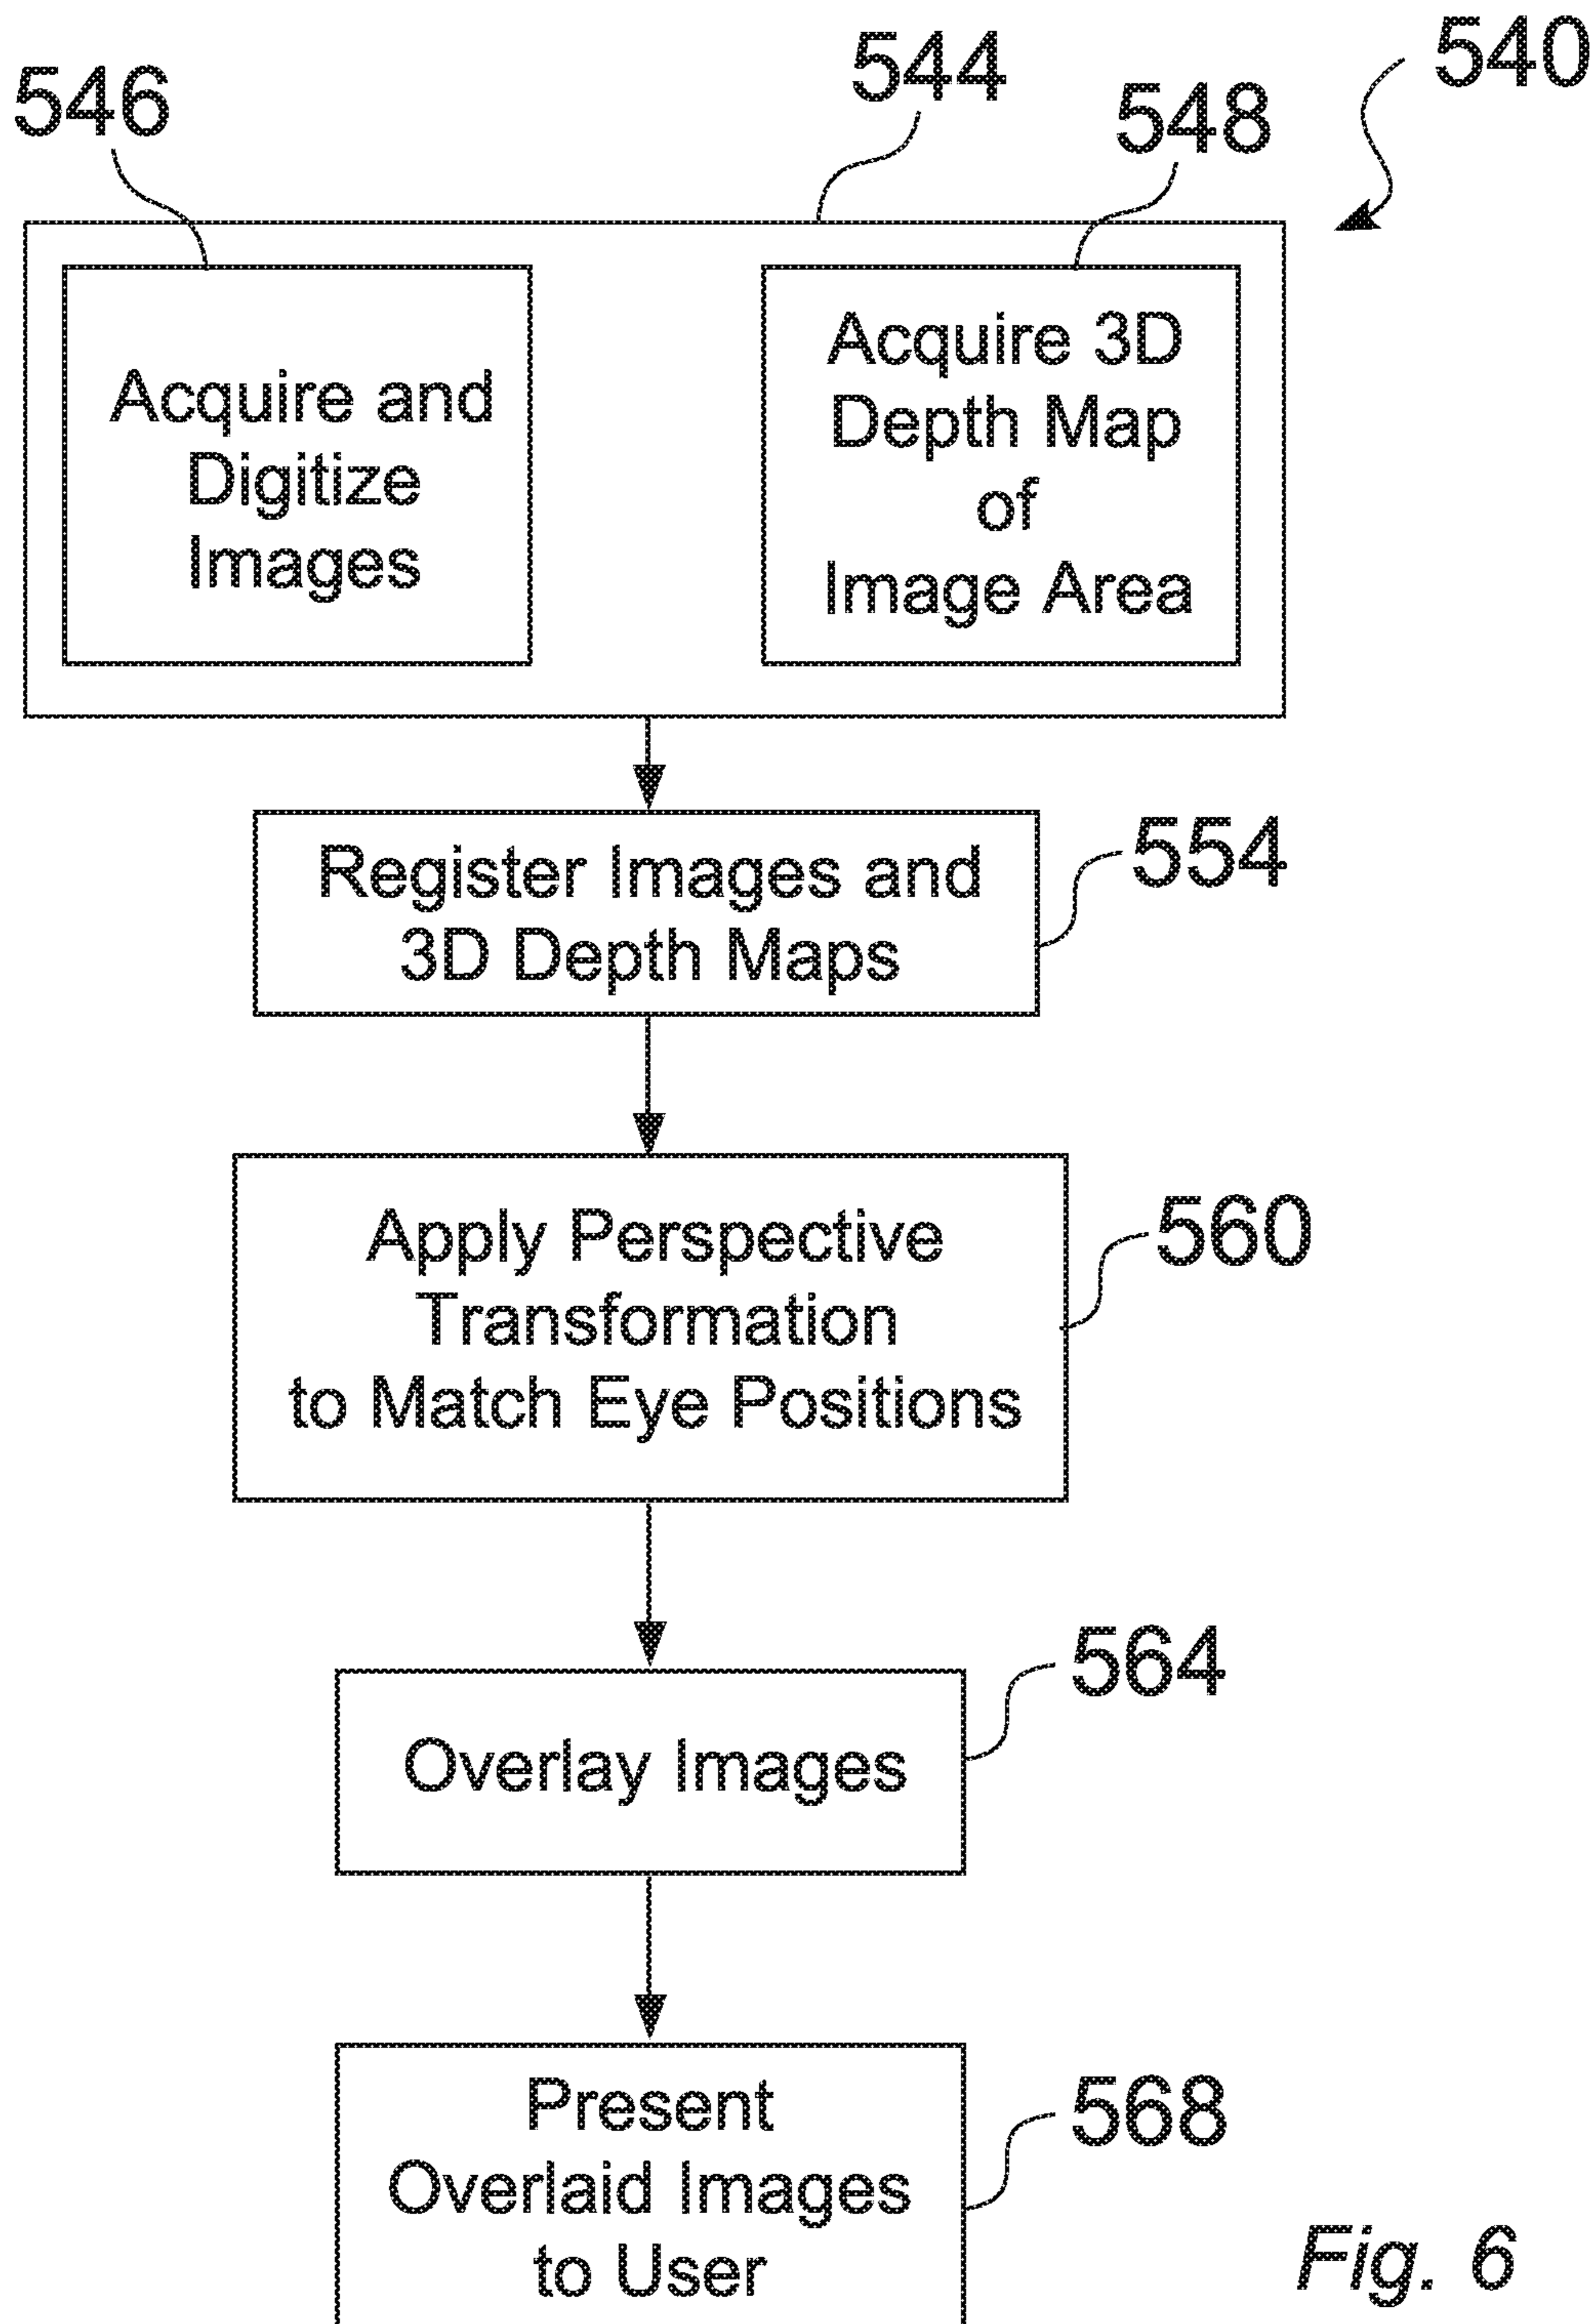 540
544
546
548
Acquire and
Digitize
Images
Acquire 3D
Depth Map
of
Image Area
Register Images and
3D Depth Maps
554
Apply Perspective
Transformation
to Match Eye Positions
560
Overlay Images
564
Present
Overlaid Images
to User
568
Fig. 6